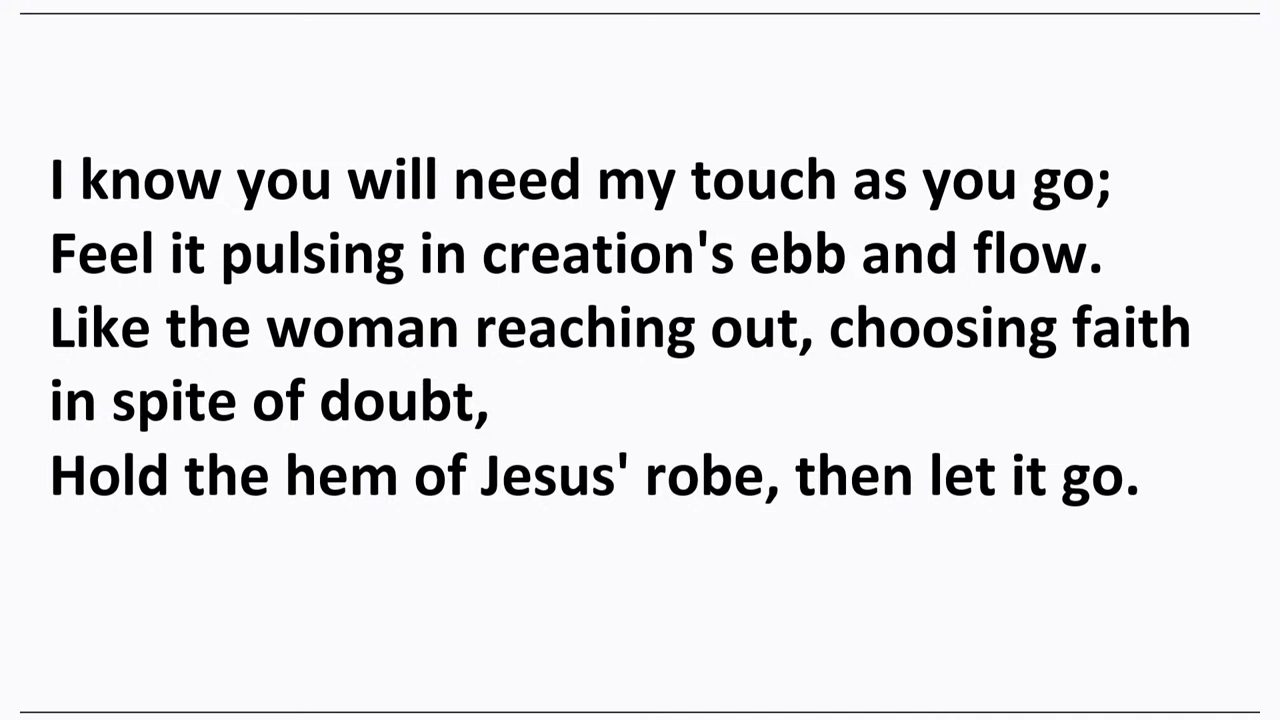 I know you will need my touch as you go;
Feel it pulsing in creation's ebb and flow.
Like the woman reaching out, choosing faith
in spite of doubt,
Hold the hem of Jesus' robe, then let it go.